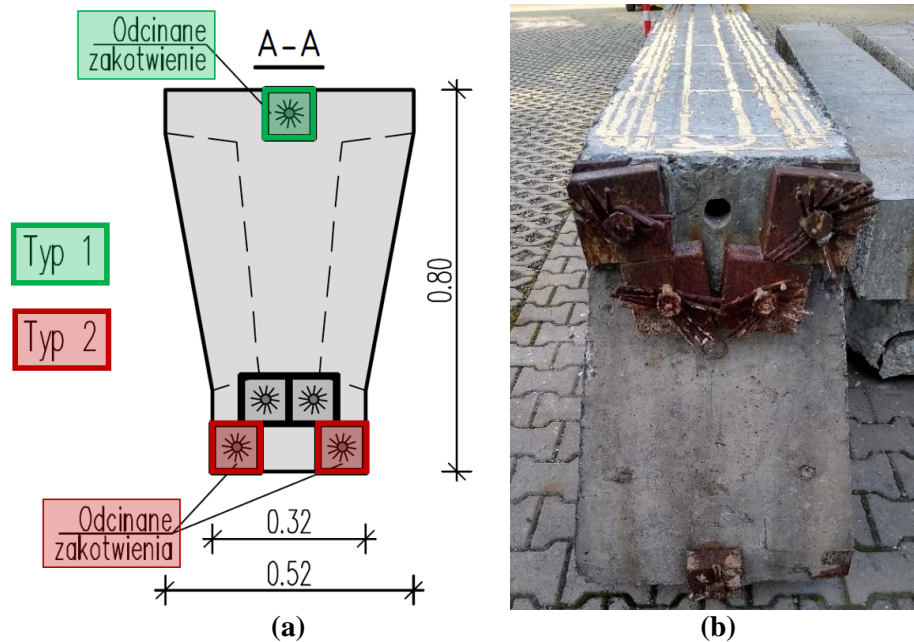 Odcinane
zakotwienie
A-A
Typ 1
Typ 2
0.80
Odcinane
zakotwienia
0.32
0.52
(a)
(b)